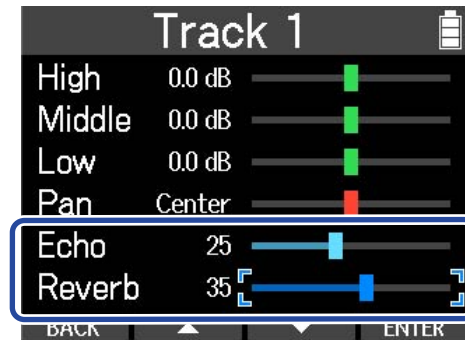 Track 1
High 0.0 dB
Middle 0.0 dB
Low 0.0 dB
Pan Center
Echo 25
Reverb 35
BACK ENTER